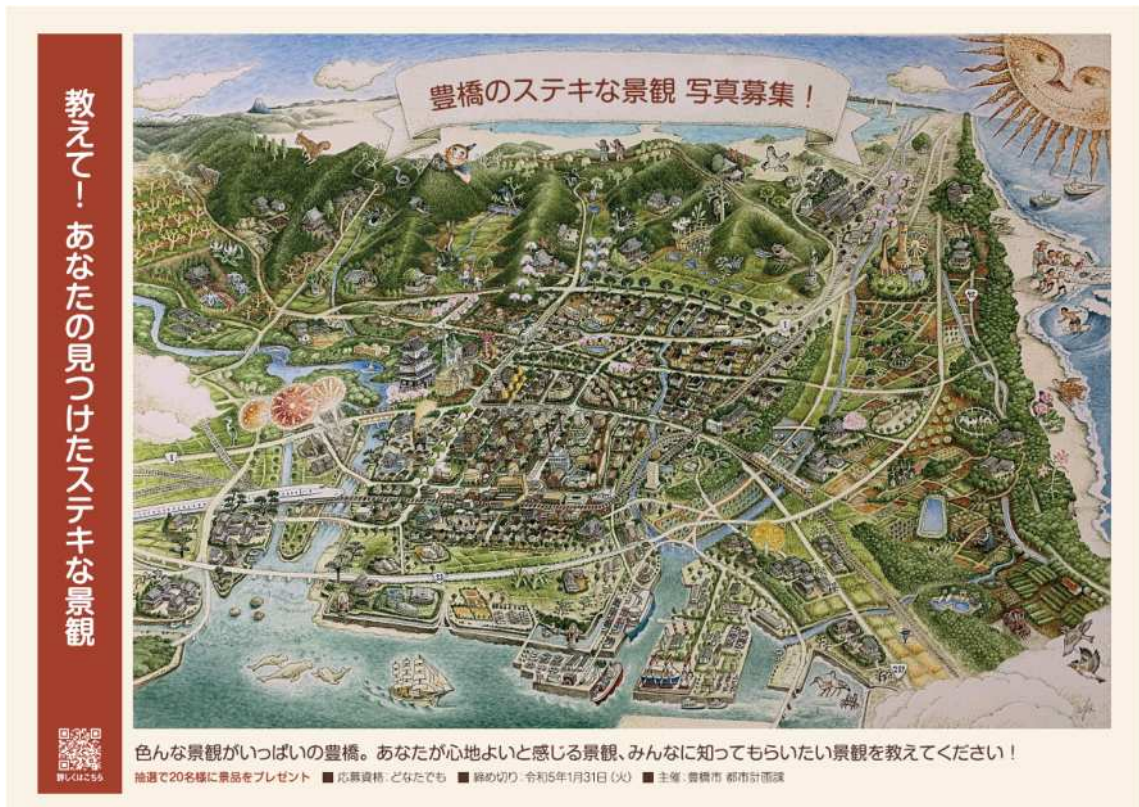 豊橋のステキな景観 写真募集！
教えて！ あなたの見つけたステキな景観
詳しくはこちら
色んな景観がいっぱいの豊橋。あなたが心地よいと感じる景観、みんなに知ってもらいたい景観を教えてください！
抽選で20名様に景品をプレゼント ■ 応募資格：どなたでも ■ 締め切り：令和5年1月31日（火） ■ 主催：豊橋市 都市計画課
1
1
23
259